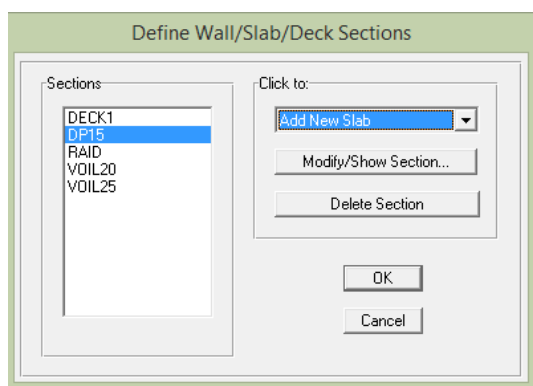 Define Wall/Slab/Deck Sections
Sections
DECK1
DP15
RAID
VOIL20
VOIL25
Click to:
Add New Slab
Modify/Show Section...
Delete Section
OK
Cancel